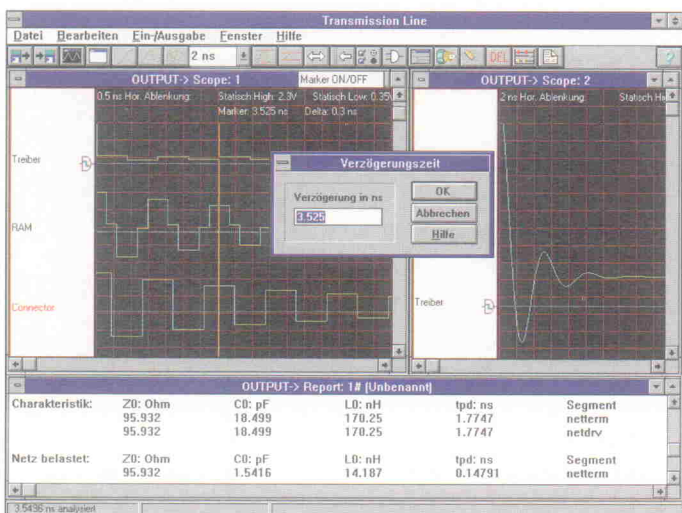 Transmission Line
Datei Bearbeiten Ein-/Ausgabe Fenster Hilfe
2 ns
DEL
?
OUTPUT-> Scope: 1
Marker ON/OFF
OUTPUT-> Scope: 2
0.5 ns Hor. Ablenkung: Statisch High: 2.3V Statisch Low: 0.35V
Marker: 3.525 ns Delta: 0.3 ns
2 ns Hor. Ablenkung: Statisch
Treiber
RAM
Connector
Treiber
Verzögerungszeit
Verzögerung in ns
3.525
OK
Abbrechen
Hilfe
OUTPUT-> Report: 1# (Unbenannt)
Charakteristik: Z0: Ohm C0: pF L0: nH tpd: ns Segment
95.932 18.499 170.25 1.7747 netterm
95.932 18.499 170.25 1.7747 netdrv
Netz belastet: Z0: Ohm C0: pF L0: nH tpd: ns Segment
95.932 1.5416 14.187 0.14791 netterm
3.5436 ns analysiert